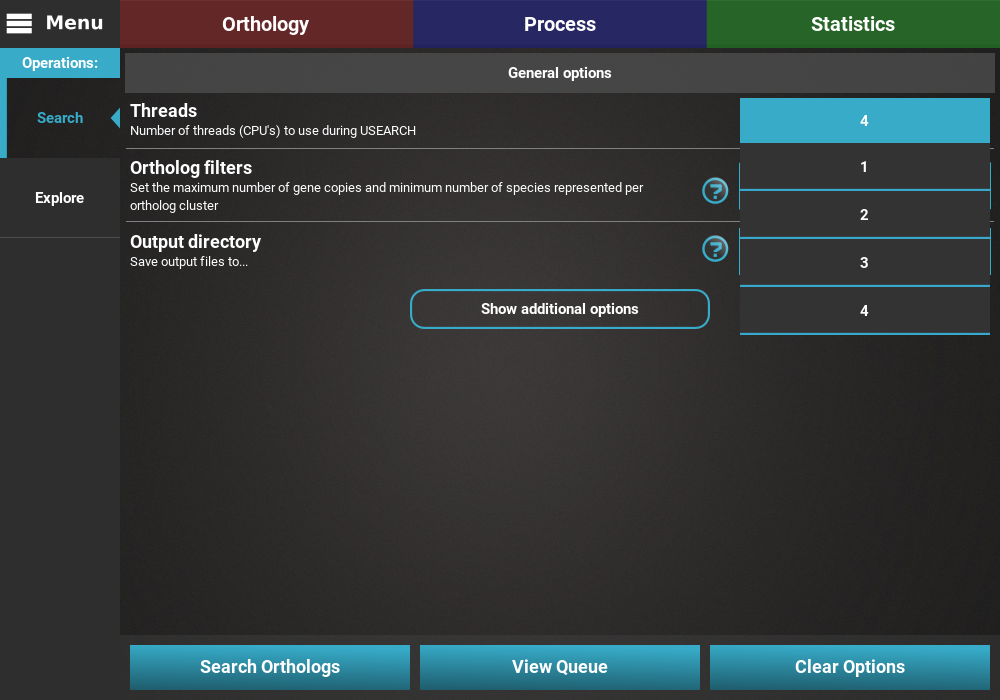 Menu
Orthology
Process
Statistics
Operations:
Search
Explore
General options
Threads
Number of threads (CPU's) to use during USEARCH
4
1
2
3
4
Ortholog filters
Set the maximum number of gene copies and minimum number of species represented per
ortholog cluster
?
Output directory
Save output files to...
?
Show additional options
Search Orthologs
View Queue
Clear Options